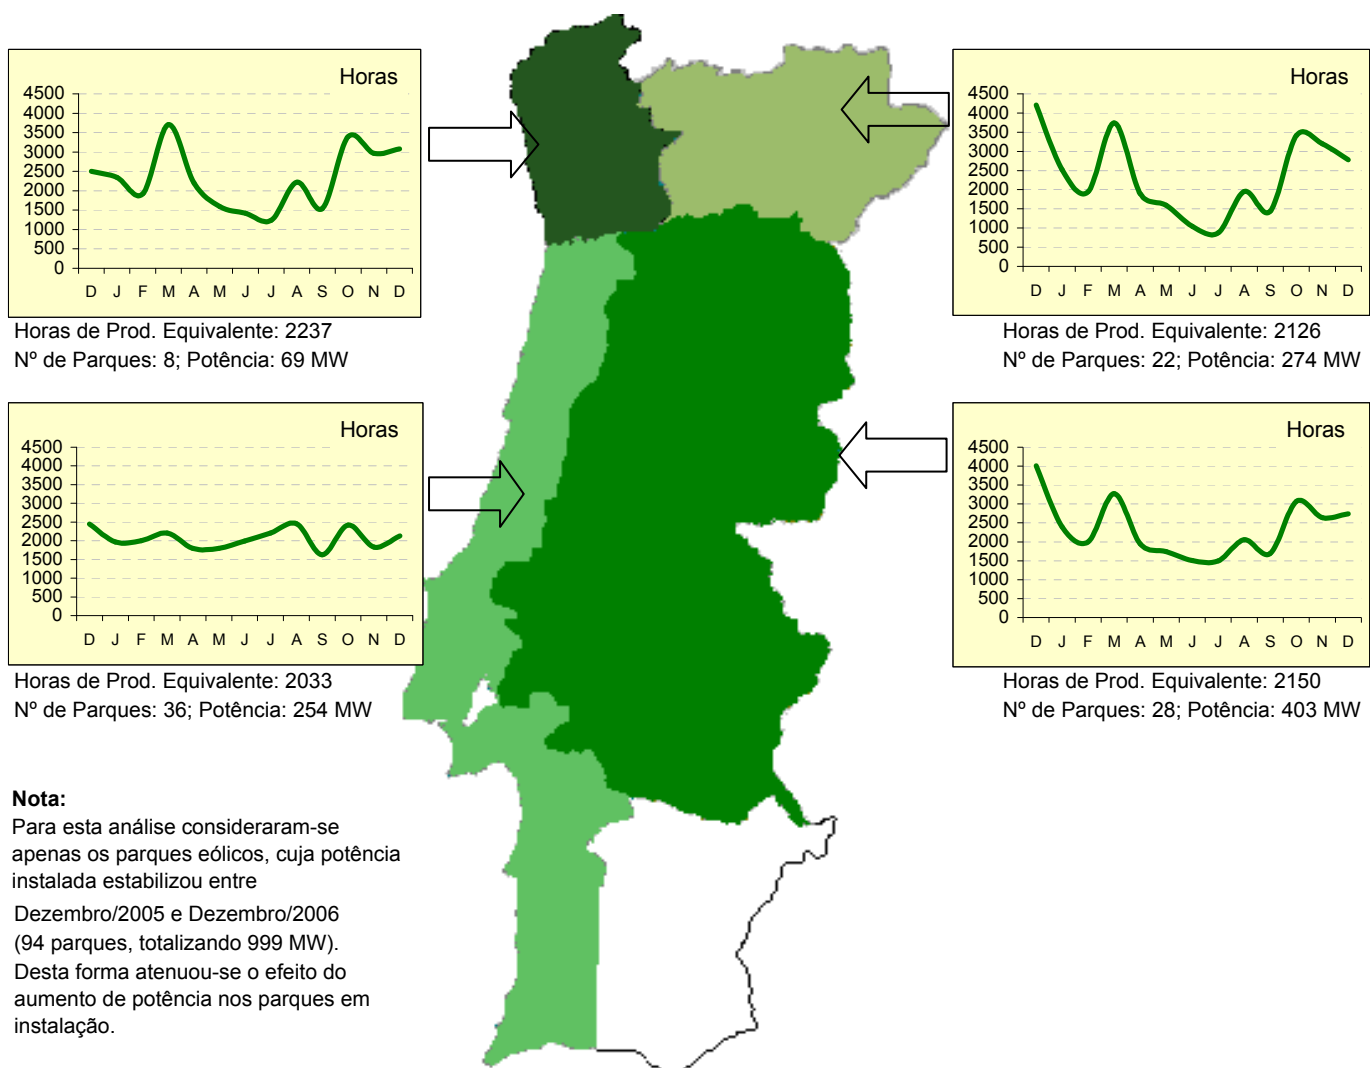 Horas
4500
4000
3500
3000
2500
2000
1500
1000
500
0
D J F M A M J J A S O N D
Horas de Prod. Equivalente: 2237
Nº de Parques: 8; Potência: 69 MW
Horas
4500
4000
3500
3000
2500
2000
1500
1000
500
0
D J F M A M J J A S O N D
Horas de Prod. Equivalente: 2126
Nº de Parques: 22; Potência: 274 MW
Horas
4500
4000
3500
3000
2500
2000
1500
1000
500
0
D J F M A M J J A S O N D
Horas de Prod. Equivalente: 2033
Nº de Parques: 36; Potência: 254 MW
Horas
4500
4000
3500
3000
2500
2000
1500
1000
500
0
D J F M A M J J A S O N D
Horas de Prod. Equivalente: 2150
Nº de Parques: 28; Potência: 403 MW
Nota:
Para esta análise consideraram-se
apenas os parques eólicos, cuja potência
instalada estabilizou entre
Dezembro/2005 e Dezembro/2006
(94 parques, totalizando 999 MW).
Desta forma atenuou-se o efeito do
aumento de potência nos parques em
instalação.